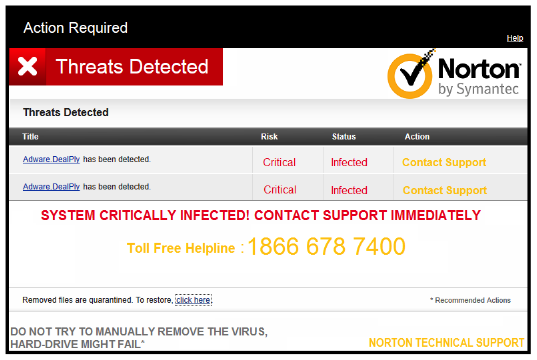 Action Required
Help
Threats Detected
Norton
by Symantec
Threats Detected
Title Risk Status Action
Adware.DealPly has been detected. Critical Infected Contact Support
Adware.DealPly has been detected. Critical Infected Contact Support
SYSTEM CRITICALLY INFECTED! CONTACT SUPPORT IMMEDIATELY
Toll Free Helpline : 1866 678 7400
Removed files are quarantined. To restore, click here. * Recommended Actions
DO NOT TRY TO MANUALLY REMOVE THE VIRUS,
HARD-DRIVE MIGHT FAIL^
NORTON TECHNICAL SUPPORT